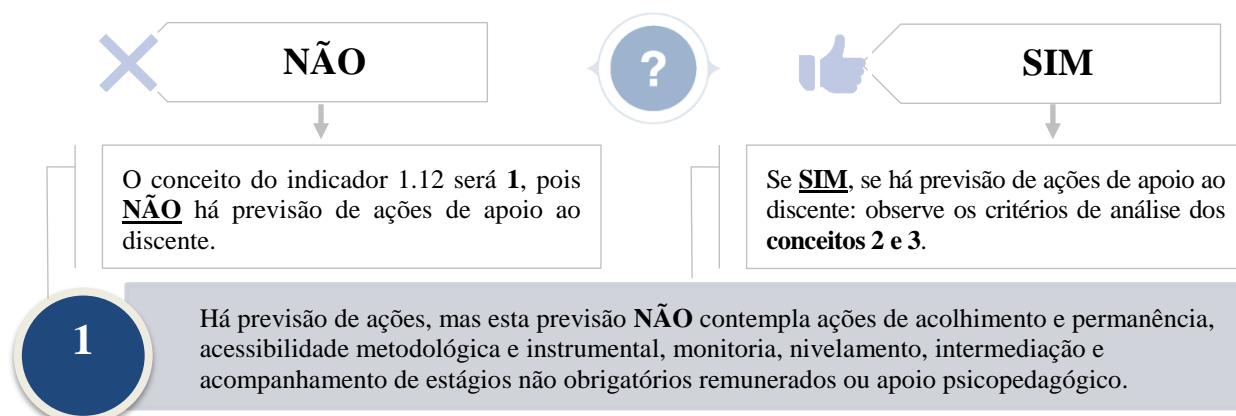 NÃO
?
SIM
O conceito do indicador 1.12 será 1, pois
NÃO há previsão de ações de apoio ao
discente.
Se SIM, se há previsão de ações de apoio ao
discente: observe os critérios de análise dos
conceitos 2 e 3.
1
Há previsão de ações, mas esta previsão NÃO contempla ações de acolhimento e permanência,
acessibilidade metodológica e instrumental, monitoria, nivelamento, intermediação e
acompanhamento de estágios não obrigatórios remunerados ou apoio psicopedagógico.